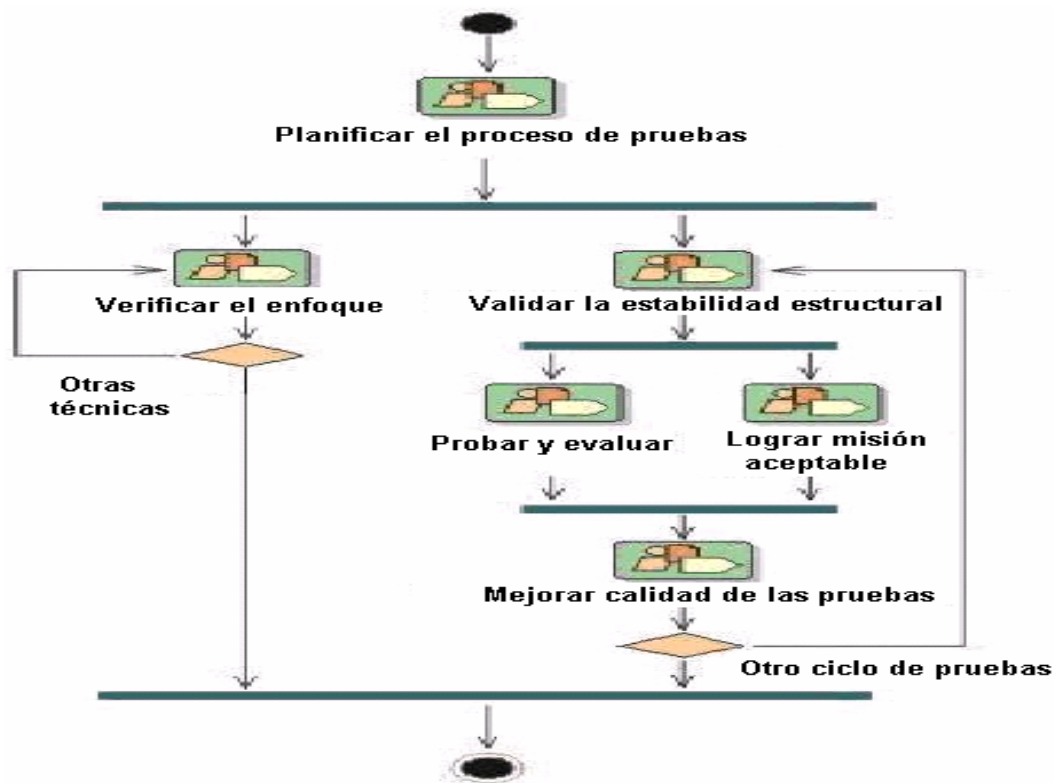 Planificar el proceso de pruebas
Verificar el enfoque
Validar la estabilidad estructural
Otras
técnicas
Probar y evaluar
Lograr misión
aceptable
Mejorar calidad de las pruebas
Otro ciclo de pruebas